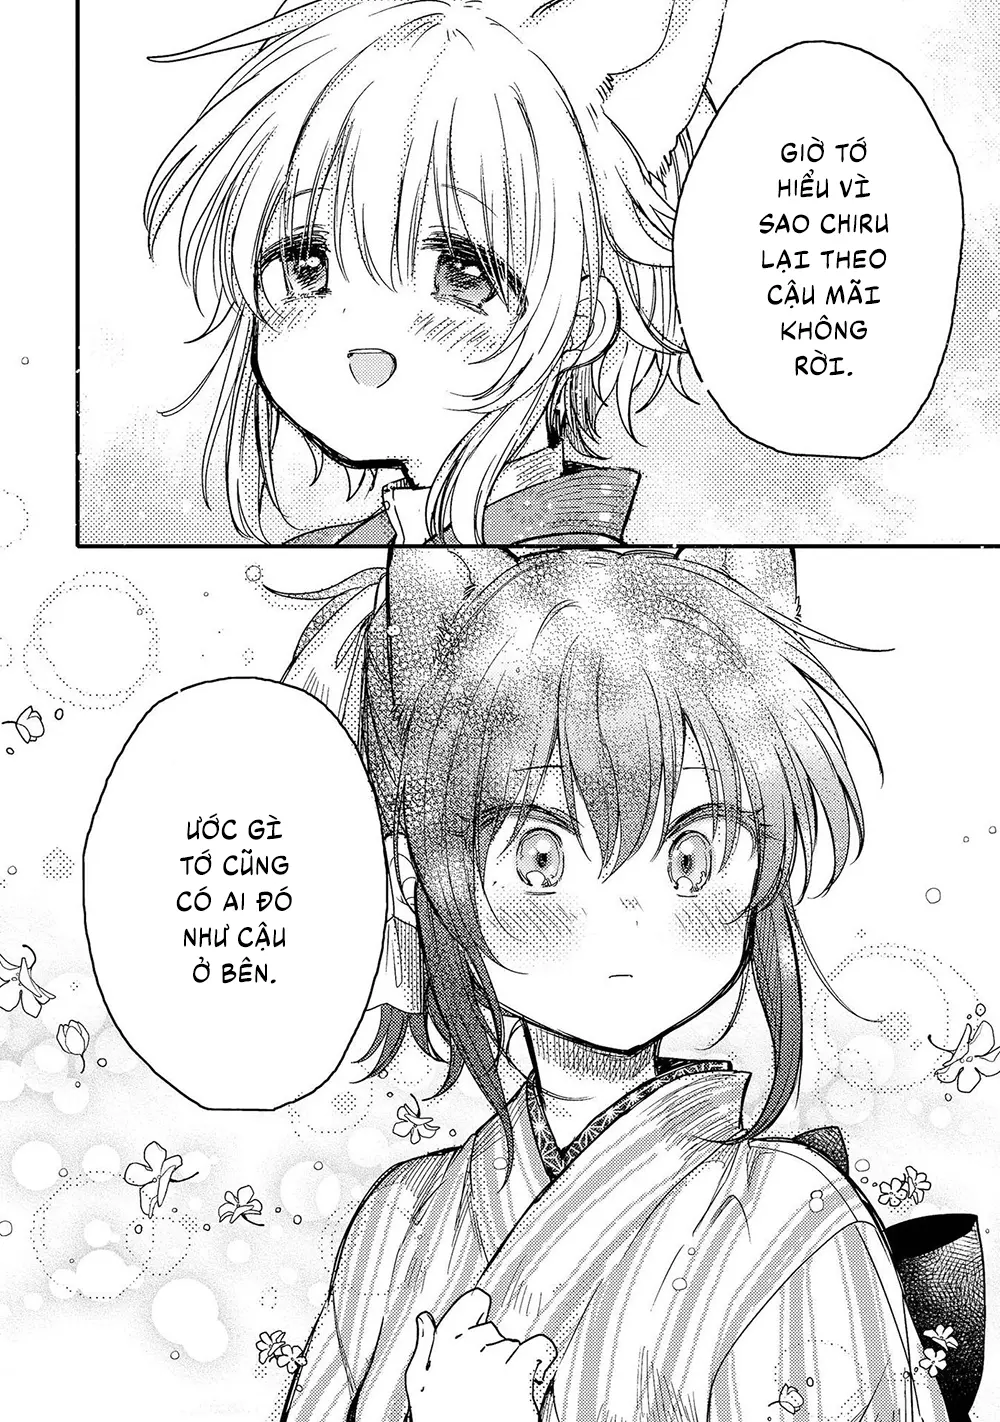 GIỜ TỚ
HIỂU VÌ
SAO CHIRU
LẠI THEO
CẬU MÃI
KHÔNG
RỜI.
ƯỚC GÌ
TỚ CŨNG
CÓ AI ĐÓ
NHƯ CẬU
Ở BÊN.